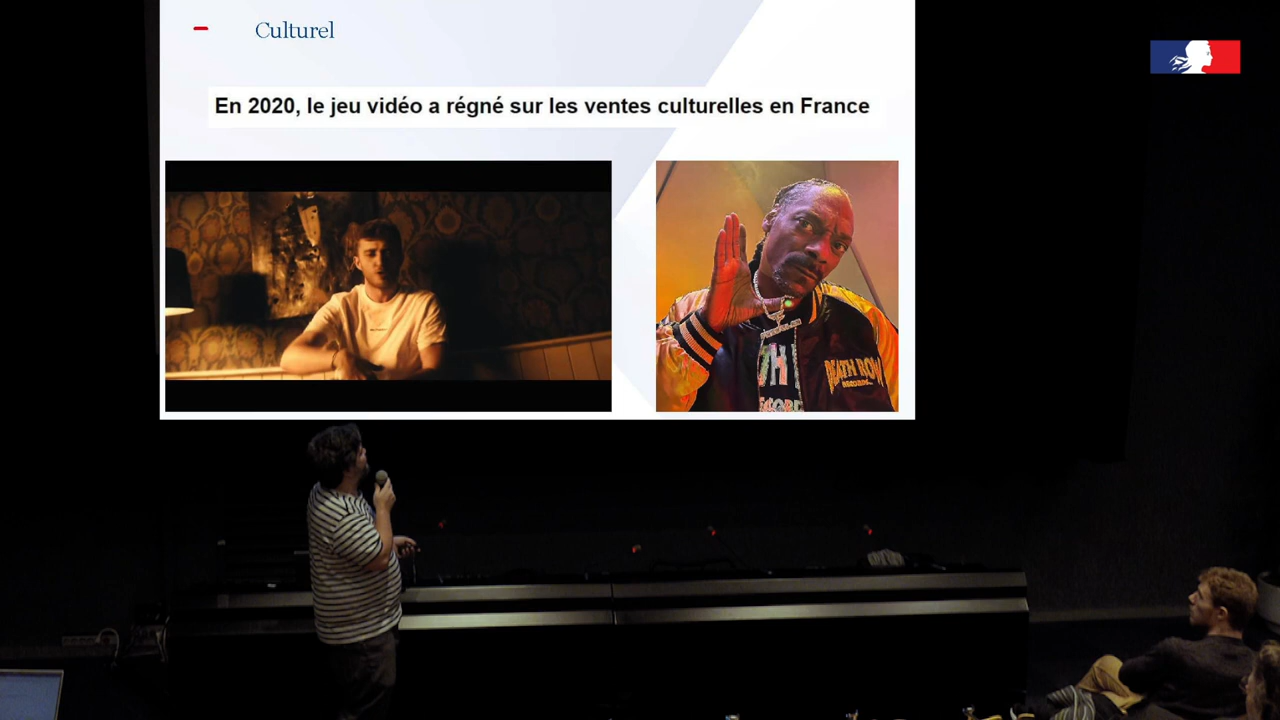 Culturel
En 2020, le jeu vidéo a régné sur les ventes culturelles en France
DEATH ROW
RECORDS